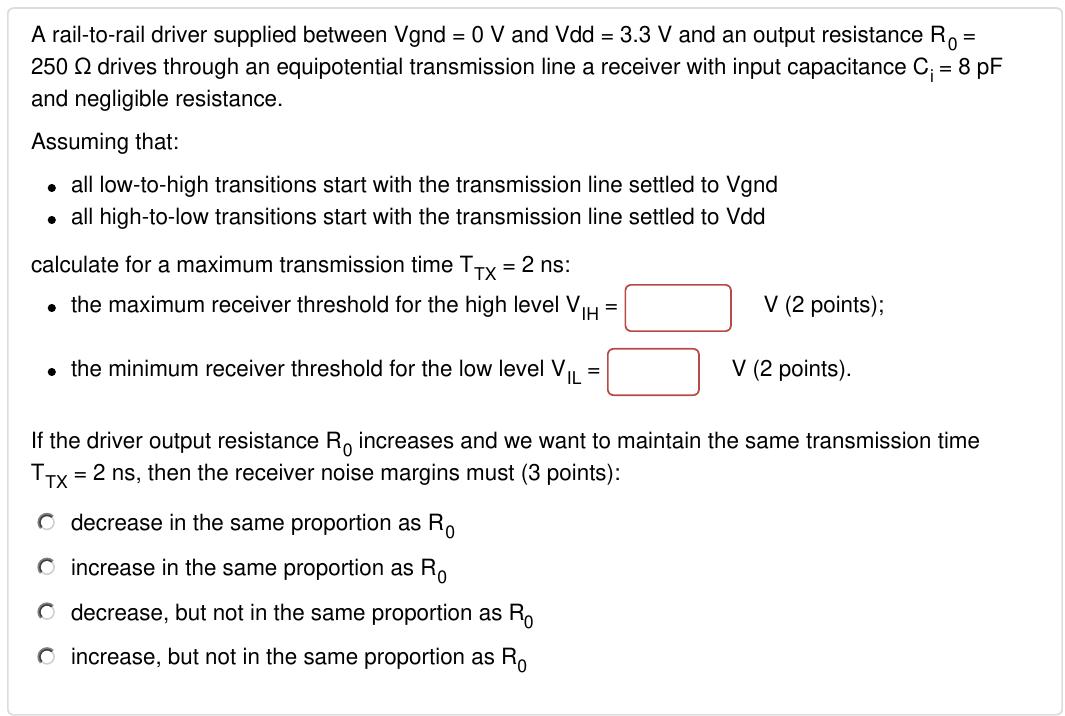 A rail-to-rail driver supplied between Vgnd = 0 V and Vdd = 3.3 V and an output resistance R0 =
250 Ω drives through an equipotential transmission line a receiver with input capacitance Ci = 8 pF
and negligible resistance.
Assuming that:
• all low-to-high transitions start with the transmission line settled to Vgnd
• all high-to-low transitions start with the transmission line settled to Vdd
calculate for a maximum transmission time TTX = 2 ns:
• the maximum receiver threshold for the high level VIH = V (2 points);
• the minimum receiver threshold for the low level VIL = V (2 points).
If the driver output resistance R0 increases and we want to maintain the same transmission time
TTX = 2 ns, then the receiver noise margins must (3 points):
decrease in the same proportion as R0
increase in the same proportion as R0
decrease, but not in the same proportion as R0
increase, but not in the same proportion as R0